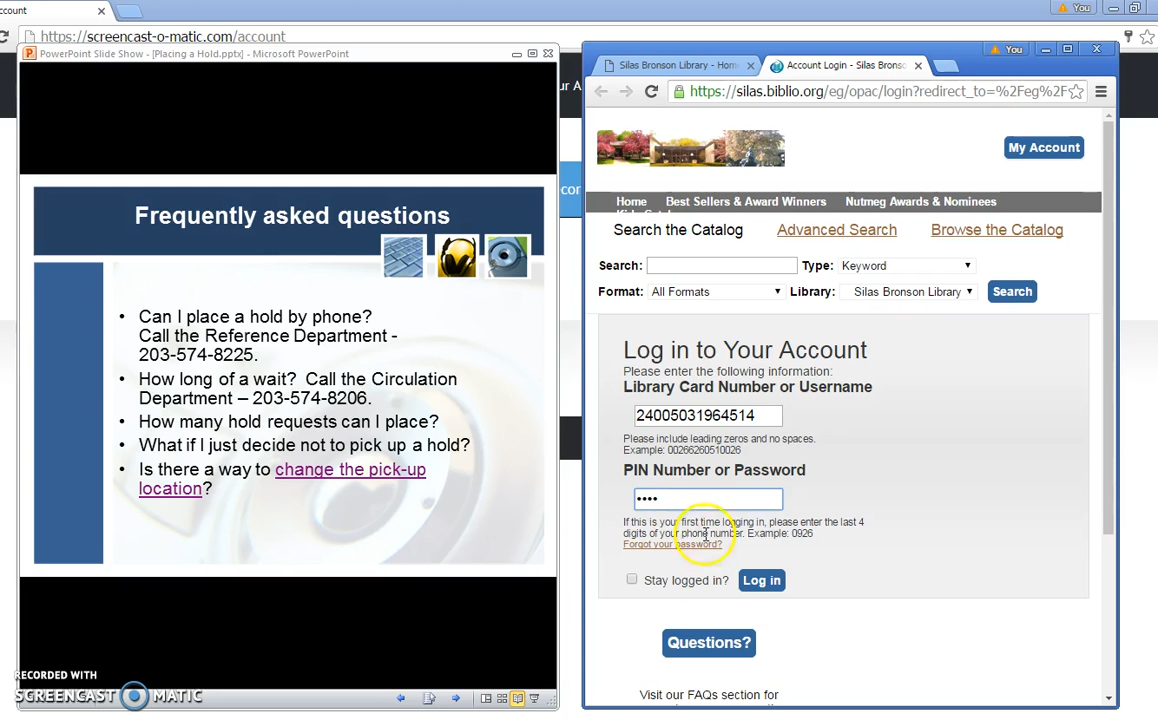 ccount
You
https://screencast-o-matic.com/account
PowerPoint Slide Show - [Placing a Hold.pptx] - Microsoft PowerPoint
Frequently asked questions
• Can I place a hold by phone?
Call the Reference Department -
203-574-8225.
• How long of a wait? Call the Circulation
Department – 203-574-8206.
• How many hold requests can I place?
• What if I just decide not to pick up a hold?
• Is there a way to change the pick-up
location?
RECORDED WITH
SCREENCAST-O-MATIC
ur A
cor
You
Silas Bronson Library - Hom
Account Login - Silas Brons
https://silas.biblio.org/eg/opac/login?redirect_to=%2Feg%2F
My Account
Home Best Sellers & Award Winners Nutmeg Awards & Nominees
Search the Catalog Advanced Search Browse the Catalog
Search: Type: Keyword
Format: All Formats Library: Silas Bronson Library Search
Log in to Your Account
Please enter the following information:
Library Card Number or Username
24005031964514
Please include leading zeros and no spaces.
Example: 00266260510026
PIN Number or Password
••••
If this is your first time logging in, please enter the last 4
digits of your phone number. Example: 0926
Forgot your password?
Stay logged in? Log in
Questions?
Visit our FAQs section for